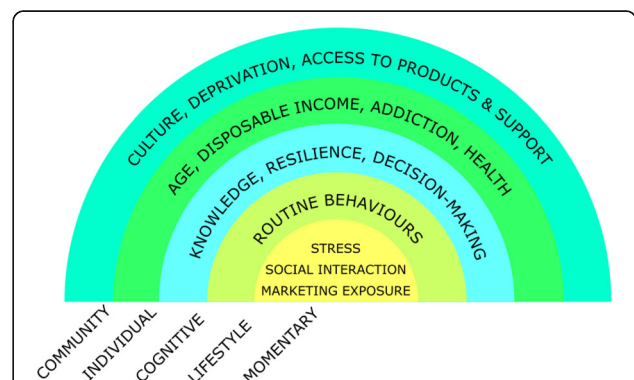 CULTURE, DEPRIVATION, ACCESS TO PRODUCTS & SUPPORT
AGE, DISPOSABLE INCOME, ADDICTION, HEALTH
KNOWLEDGE, RESILIENCE, DECISION-MAKING
ROUTINE BEHAVIOURS
STRESS
SOCIAL INTERACTION
MARKETING EXPOSURE
COMMUNITY
INDIVIDUAL
COGNITIVE
LIFESTYLE
MOMENTARY